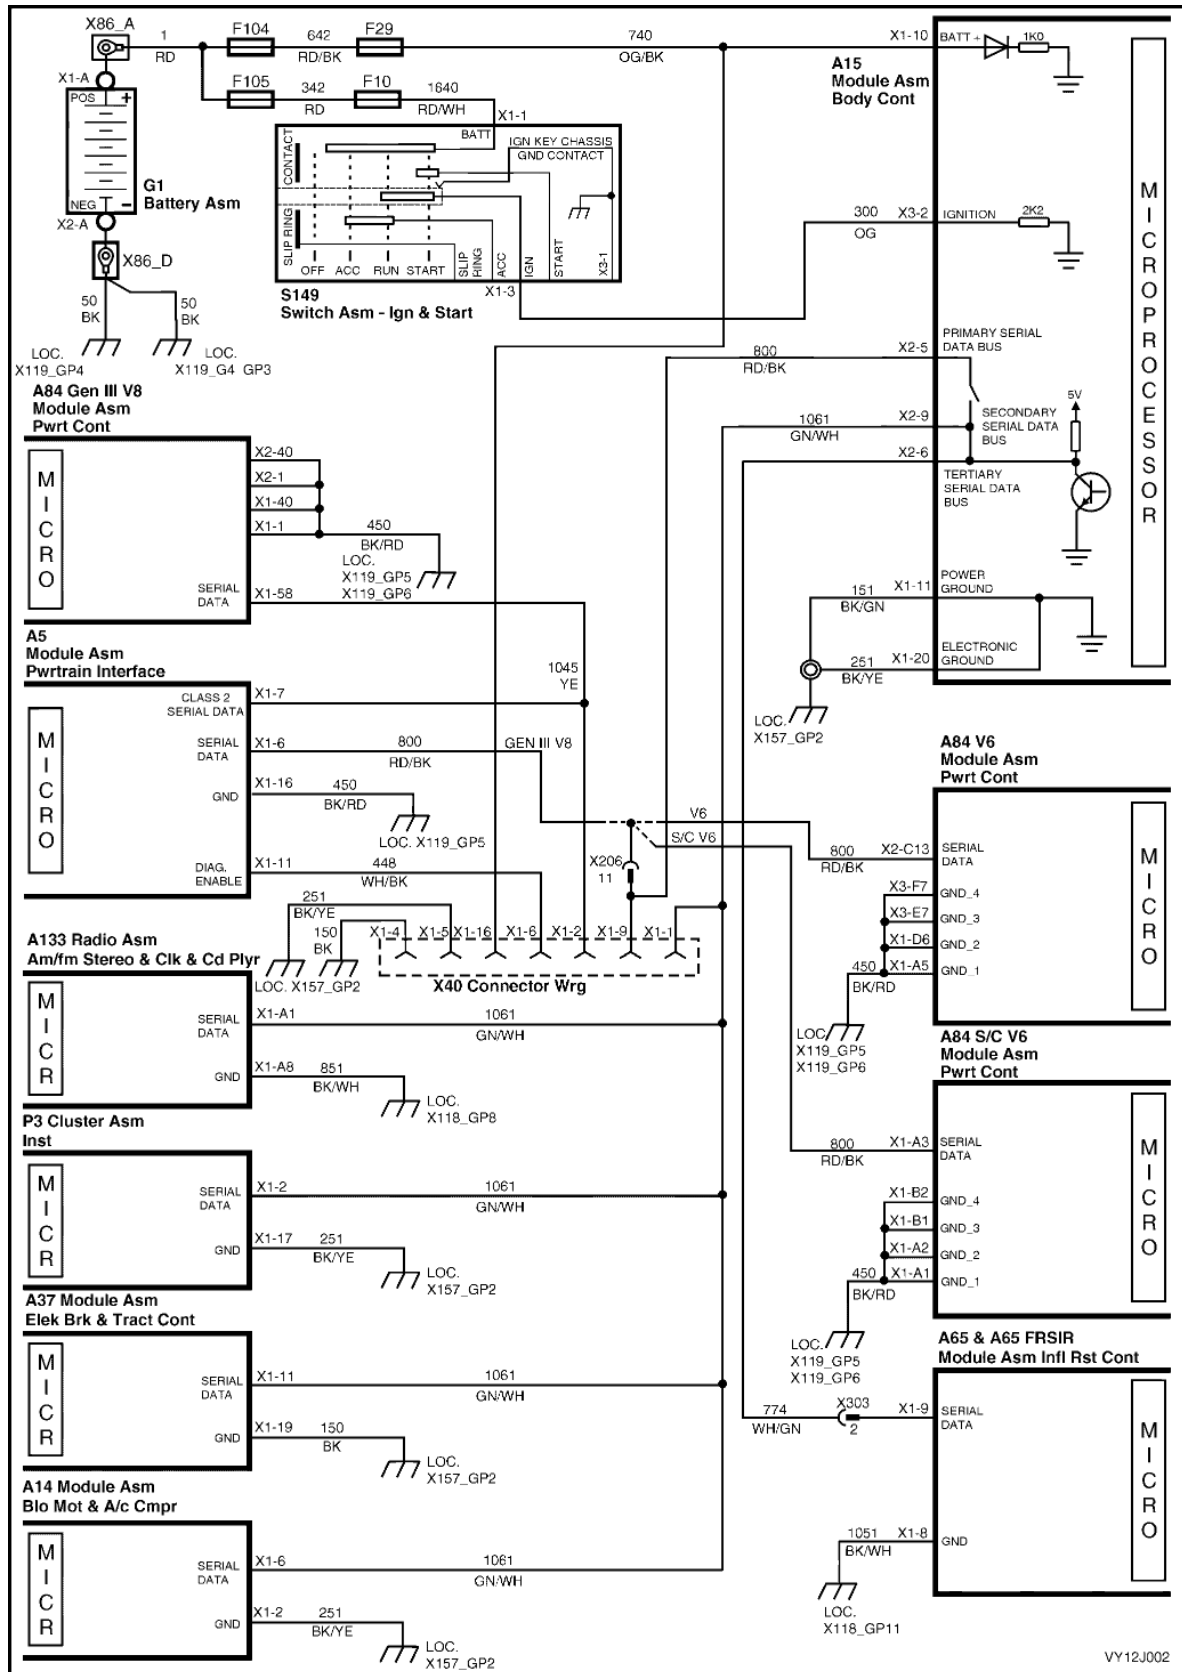 X86_A
1
RD
F104
642
RD/BK
F29
740
OG/BK
X1-10
BATT +
1K0
A15
Module Asm
Body Cont
X1-A
POS
+
F105
342
RD
F10
1640
RD/WH
X1-1
BATT
CONTACT
IGN KEY CHASSIS
GND CONTACT
G1
Battery Asm
NEG
X2-A
X86_D
SLIP RING
OFF
ACC
RUN
START
SLIP
RING
ACC
IGN
START
X3-1
X1-3
S149
Switch Asm - Ign & Start
300
OG
X3-2
IGNITION
2K2
MICROPROCESSOR
50
BK
50
BK
LOC.
X119_GP4
LOC.
X119_G4 GP3
800
RD/BK
X2-5
PRIMARY SERIAL
DATA BUS
1061
GN/WH
X2-9
SECONDARY
SERIAL DATA
BUS
5V
X2-6
TERTIARY
SERIAL DATA
BUS
151
BK/GN
X1-11
POWER
GROUND
251
BK/YE
X1-20
ELECTRONIC
GROUND
LOC.
X157_GP2
A84 Gen III V8
Module Asm
Pwrt Cont
MICRO
X2-40
X2-1
X1-40
X1-1
450
BK/RD
LOC.
X119_GP5
X119_GP6
SERIAL
DATA
X1-58
A5
Module Asm
Pwrtrain Interface
MICRO
CLASS 2
SERIAL DATA
X1-7
1045
YE
SERIAL
DATA
X1-6
800
RD/BK
GEN III V8
GND
X1-16
450
BK/RD
LOC. X119_GP5
DIAG.
ENABLE
X1-11
448
WH/BK
V6
S/C V6
X206
11
251
BK/YE
150
BK
LOC. X157_GP2
X1-4
X1-5
X1-16
X1-6
X1-2
X1-9
X1-1
X40 Connector Wrg
A84 V6
Module Asm
Pwrt Cont
800
RD/BK
X2-C13
SERIAL
DATA
X3-F7
GND_4
X3-E7
GND_3
X1-D6
GND_2
450
BK/RD
X1-A5
GND_1
MICRO
LOC.
X119_GP5
X119_GP6
A133 Radio Asm
Am/fm Stereo & Clk & Cd Plyr
MICR
SERIAL
DATA
X1-A1
1061
GN/WH
GND
X1-A8
851
BK/WH
LOC.
X118_GP8
A84 S/C V6
Module Asm
Pwrt Cont
800
RD/BK
X1-A3
SERIAL
DATA
X1-B2
GND_4
X1-B1
GND_3
X1-A2
GND_2
450
BK/RD
X1-A1
GND_1
MICRO
LOC.
X119_GP5
X119_GP6
P3 Cluster Asm
Inst
MICR
SERIAL
DATA
X1-2
1061
GN/WH
GND
X1-17
251
BK/YE
LOC.
X157_GP2
A37 Module Asm
Elek Brk & Tract Cont
MICR
SERIAL
DATA
X1-11
1061
GN/WH
GND
X1-19
150
BK
LOC.
X157_GP2
A65 & A65 FRSIR
Module Asm Infl Rst Cont
774
WH/GN
X303
2
X1-9
SERIAL
DATA
MICRO
1051
BK/WH
X1-8
GND
LOC.
X118_GP11
A14 Module Asm
Blo Mot & A/c Cmpr
MICR
SERIAL
DATA
X1-6
1061
GN/WH
GND
X1-2
251
BK/YE
LOC.
X157_GP2
VY12J002